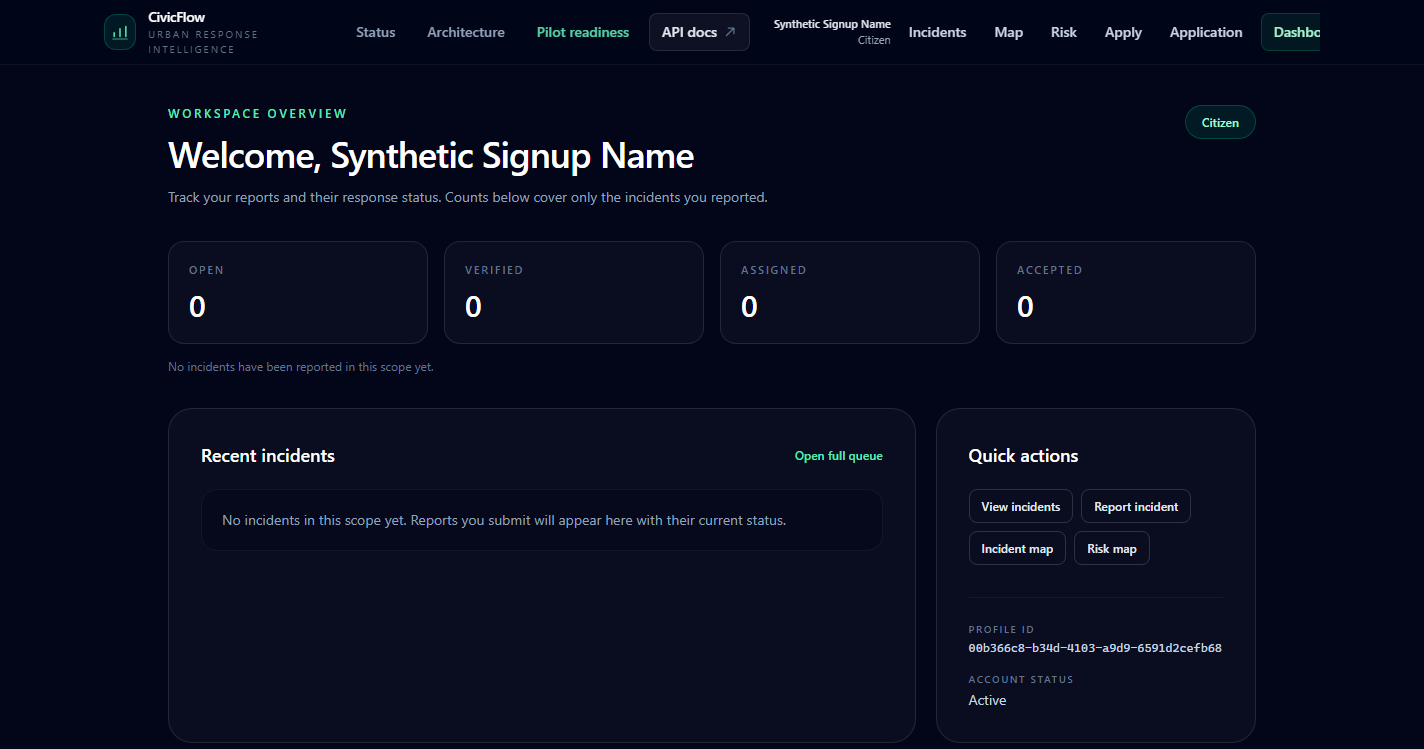 CivicFlow
URBAN RESPONSE
INTELLIGENCE
Status
Architecture
Pilot readiness
API docs
Synthetic Signup Name
Citizen
Incidents
Map
Risk
Apply
Application
Dashbo
WORKSPACE OVERVIEW
Citizen
Welcome, Synthetic Signup Name
Track your reports and their response status. Counts below cover only the incidents you reported.
OPEN
0
VERIFIED
0
ASSIGNED
0
ACCEPTED
0
No incidents have been reported in this scope yet.
Recent incidents
Open full queue
No incidents in this scope yet. Reports you submit will appear here with their current status.
Quick actions
View incidents
Report incident
Incident map
Risk map
PROFILE ID
00b366c8-b34d-4103-a9d9-6591d2cefb68
ACCOUNT STATUS
Active